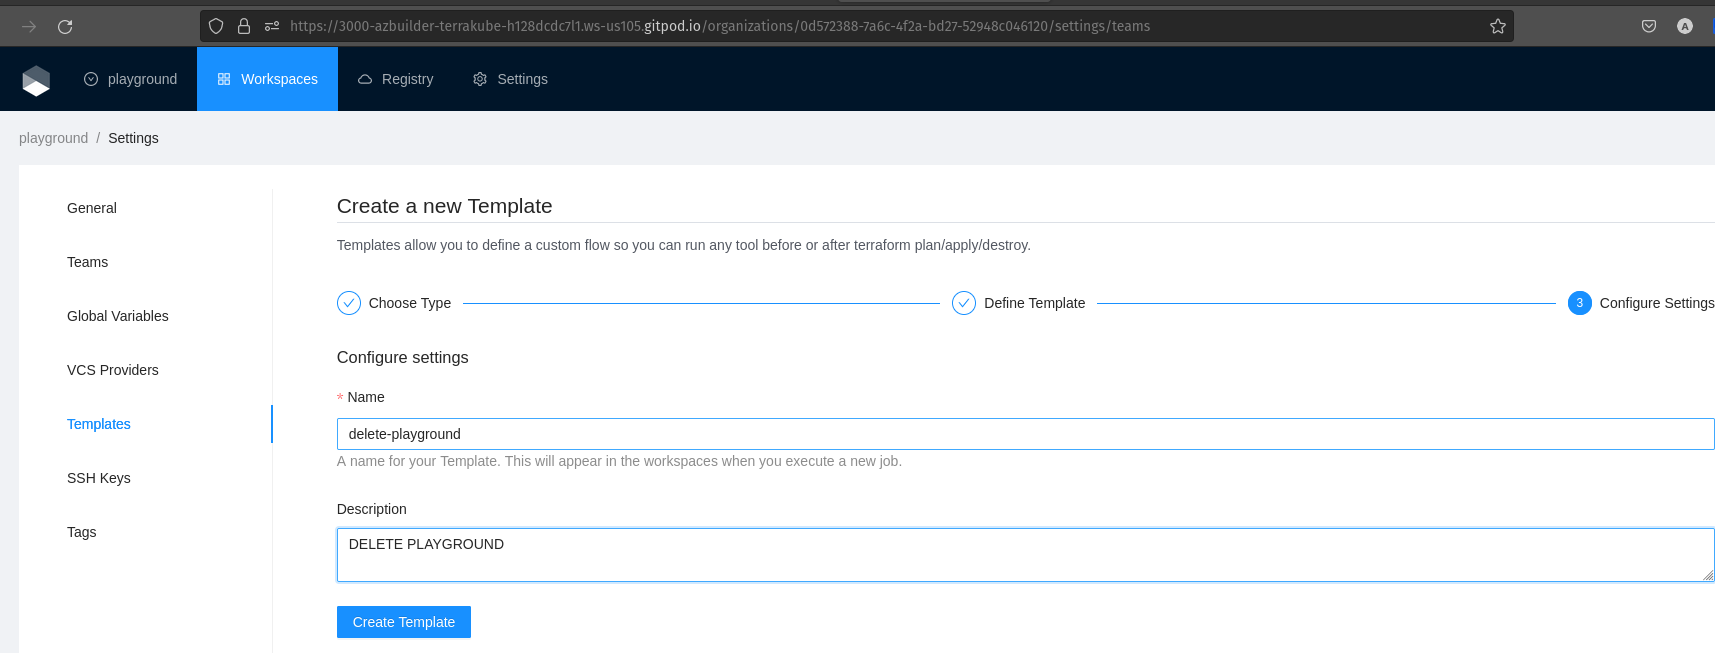 https://3000-azbuilder-terrakube-h128dcdc7l1.ws-us105.gitpod.io/organizations/0d572388-7a6c-4f2a-bd27-52948c046120/settings/teams
A
playground Workspaces Registry Settings
playground / Settings
General
Teams
Global Variables
VCS Providers
Templates
SSH Keys
Tags
Create a new Template
Templates allow you to define a custom flow so you can run any tool before or after terraform plan/apply/destroy.
Choose Type Define Template 3 Configure Settings
Configure settings
* Name
delete-playground
A name for your Template. This will appear in the workspaces when you execute a new job.
Description
DELETE PLAYGROUND
Create Template